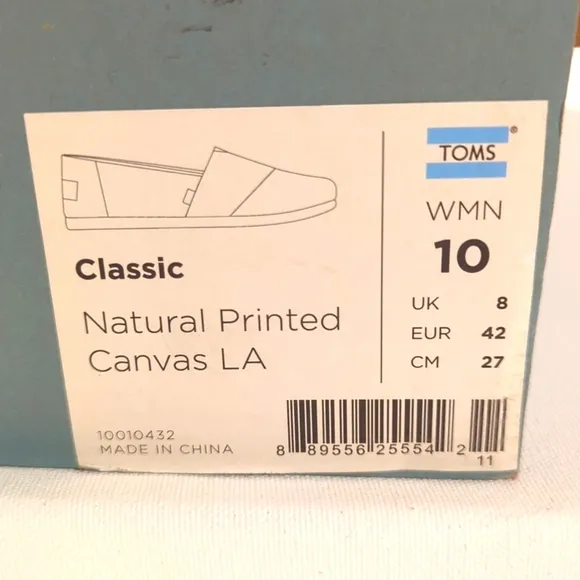 TOMS®
WMN
10
UK 8
EUR 42
CM 27
Classic
Natural Printed
Canvas LA
10010432
MADE IN CHINA
8 89556 25554 2
11